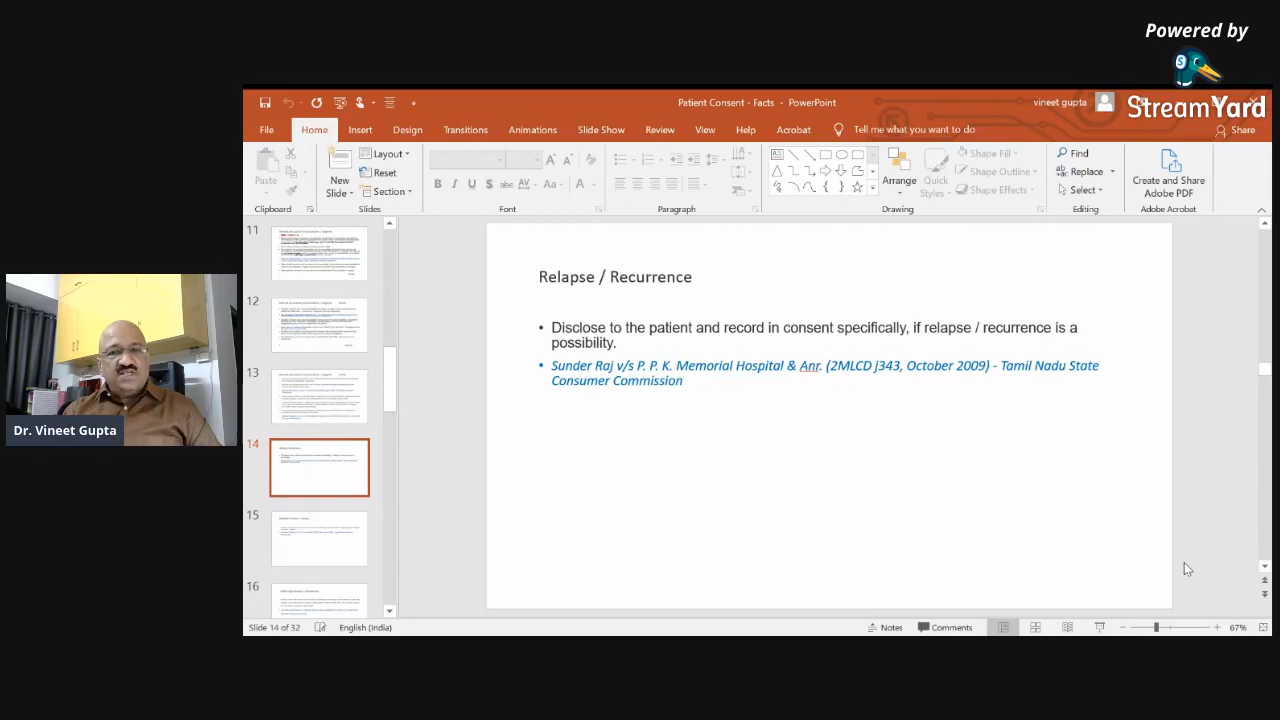 Powered by
StreamYard
Patient Consent - Facts - PowerPoint
vineet gupta
File Home Insert Design Transitions Animations Slide Show Review View Help Acrobat Tell me what you want to do Share
Paste
New
Slide
Layout
Reset
Section
B I U S abc AV Aa A
Arrange
Quick
Styles
Shape Fill
Shape Outline
Shape Effects
Find
Replace
Select
Create and Share
Adobe PDF
Clipboard Slides Font Paragraph Drawing Editing Adobe Acrobat
11
12
13
14
15
16
Relapse / Recurrence
• Disclose to the patient and record in consent specifically, if relapse / recurrence is a
possibility.
• Sunder Raj v/s P. P. K. Memorial Hospital & Anr. (2MLCD j343, October 2009) - Tamil Nadu State
Consumer Commission
Dr. Vineet Gupta
Slide 14 of 32 English (India) Notes Comments 67%